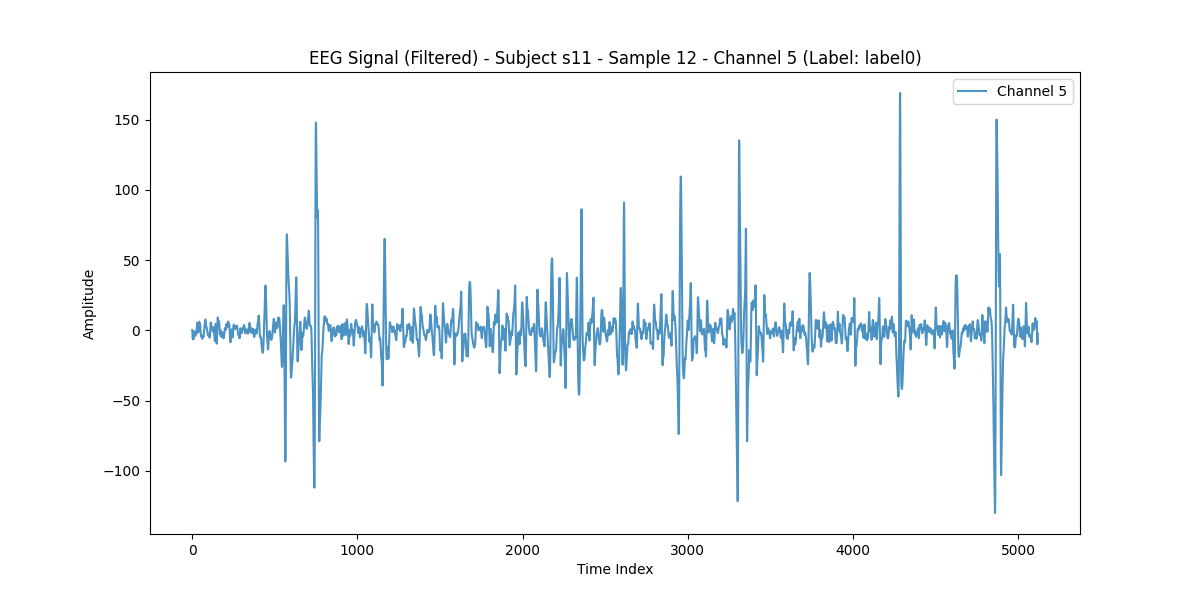 EEG Signal (Filtered) - Subject s11 - Sample 12 - Channel 5 (Label: label0)
Channel 5
150
100
50
0
−50
−100
Amplitude
0 1000 2000 3000 4000 5000
Time Index